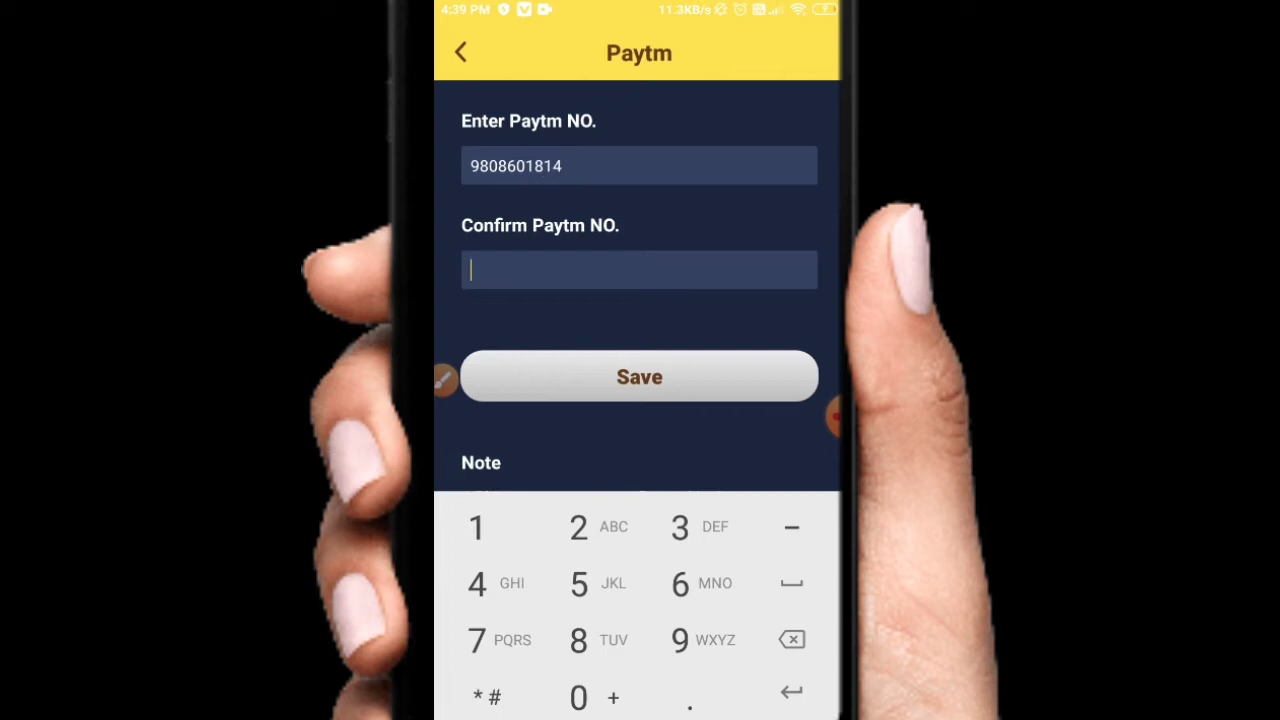 4:39 PM 11.3KB/s
Paytm
Enter Paytm NO.
9808601814
Confirm Paytm NO.
Save
Note
1 2 ABC 3 DEF –
4 GHI 5 JKL 6 MNO
7 PQRS 8 TUV 9 WXYZ
* # 0 + .